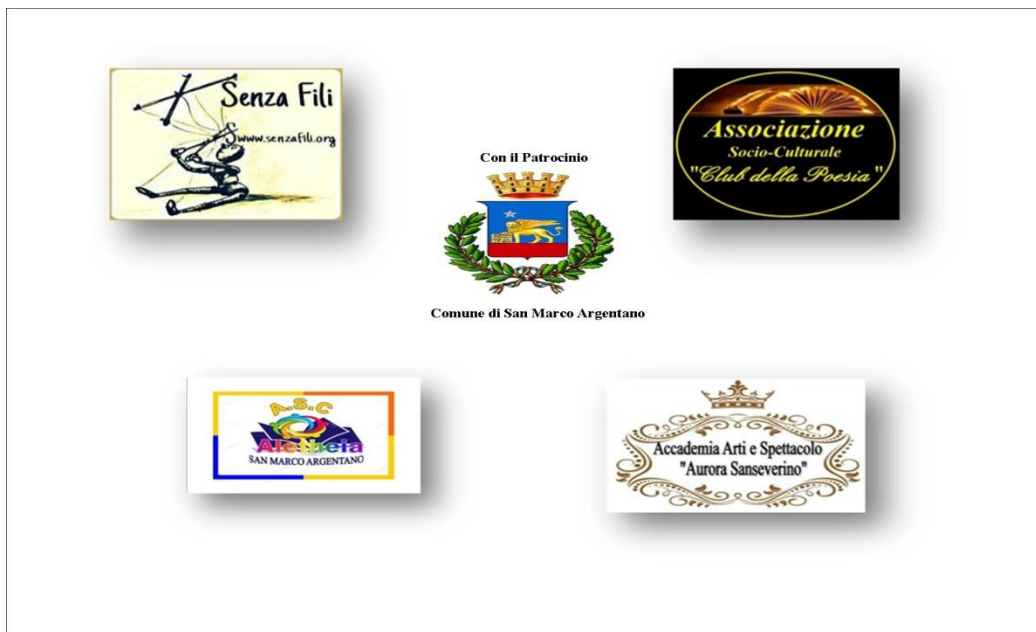 Senza Fili
www.senzafili.org
Associazione
Socio-Culturale
"Club della Poesia"
Con il Patrocinio
Comune di San Marco Argentano
A.S.C
Aletheia
SAN MARCO ARGENTANO
Accademia Arti e Spettacolo
"Aurora Sanseverino"